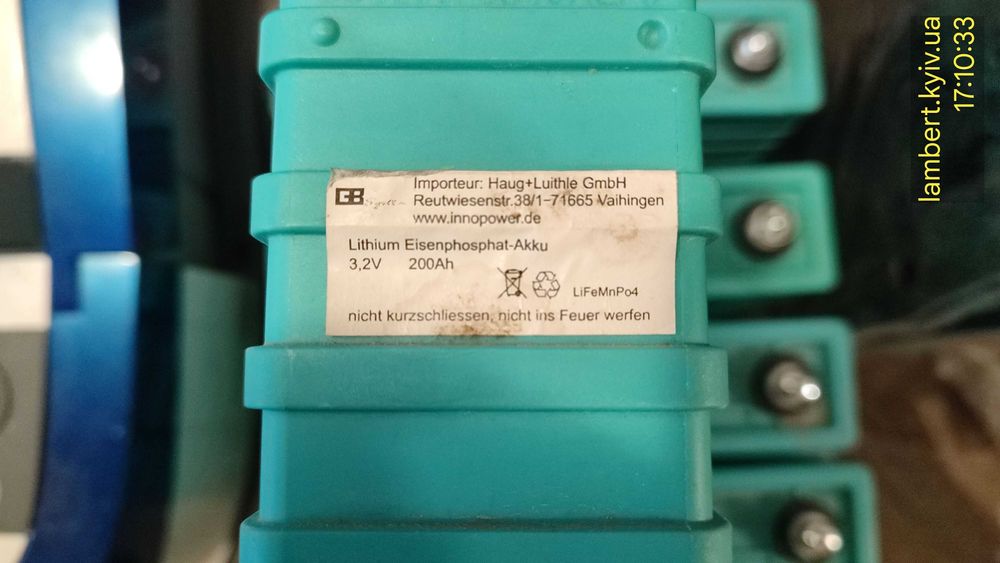 lambert.kyiv.ua
17:10:33
GB
Importeur: Haug+Luithle GmbH
Reutwiesenstr.38/1-71665 Vaihingen
www.innopower.de
Lithium Eisenphosphat-Akku
3,2V 200Ah
LiFeMnPo4
nicht kurzschliessen, nicht ins Feuer werfen